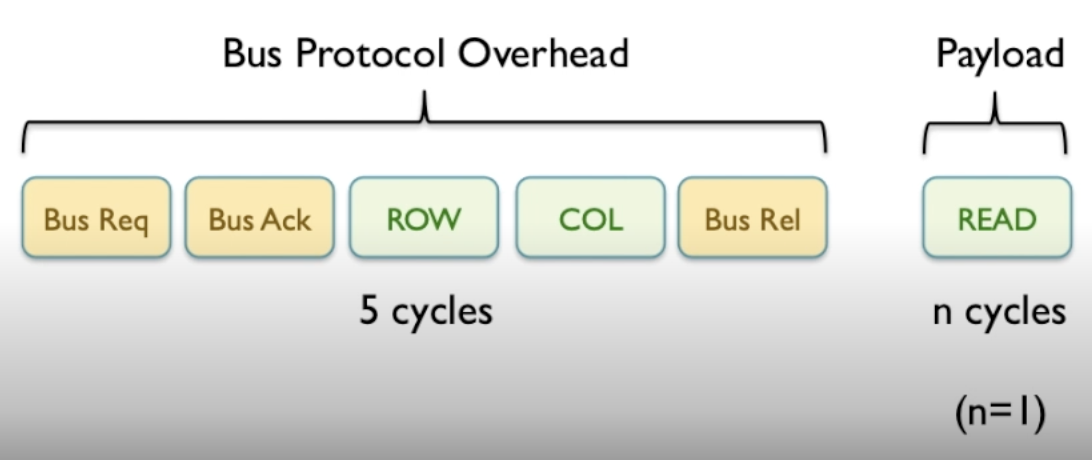 Bus Protocol Overhead
Payload
Bus Req
Bus Ack
ROW
COL
Bus Rel
READ
5 cycles
n cycles
(n=1)